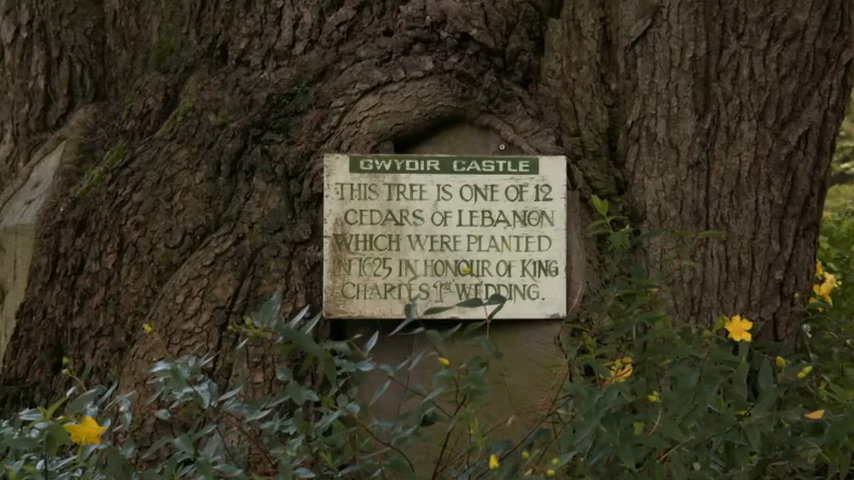 GWYDIR CASTLE
THIS TREE IS ONE OF 12
CEDARS OF LEBANON
WHICH WERE PLANTED
IN 1625 IN HONOUR OF KING
CHARLES 1ST WEDDING.